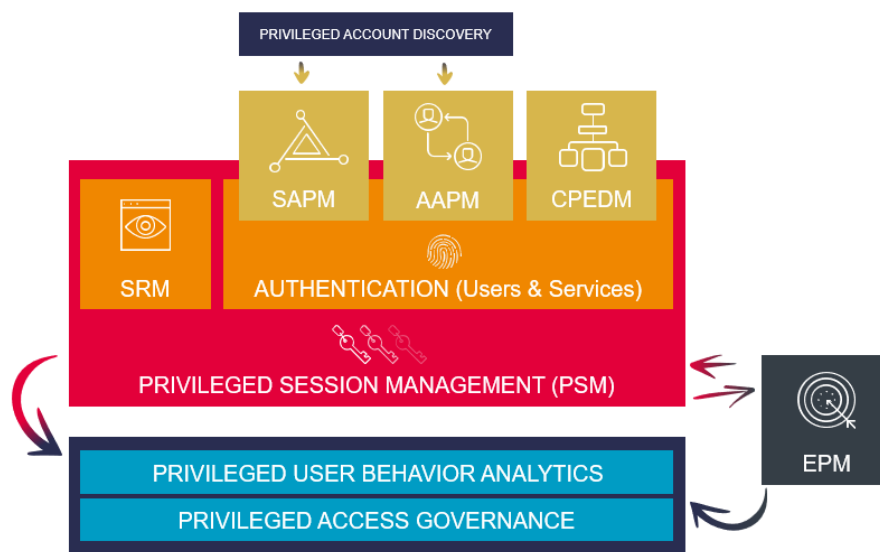 PRIVILEGED ACCOUNT DISCOVERY
SAPM
AAPM
CPEDM
SRM
AUTHENTICATION (Users & Services)
PRIVILEGED SESSION MANAGEMENT (PSM)
EPM
PRIVILEGED USER BEHAVIOR ANALYTICS
PRIVILEGED ACCESS GOVERNANCE